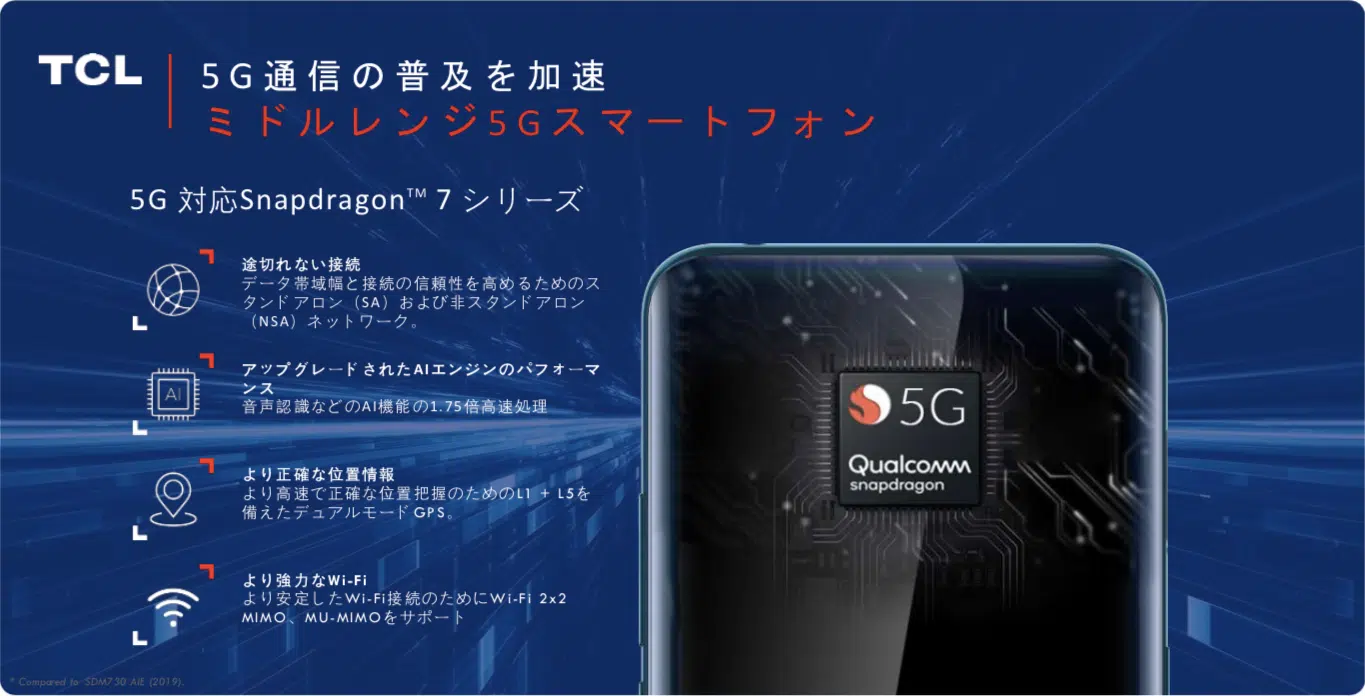 TCL
5G通信の普及を加速
ミドルレンジ5Gスマートフォン
5G 対応Snapdragon™ 7 シリーズ
途切れない接続
データ帯域幅と接続の信頼性を高めるためのス
タンドアロン（SA）および非スタンドアロン
（NSA）ネットワーク。
AI
アップグレードされたAIエンジンのパフォーマ
ンス
音声認識などのAI機能の1.75倍高速処理
より正確な位置情報
より高速で正確な位置把握のためのL1 + L5を
備えたデュアルモードGPS。
より強力なWi-Fi
より安定したWi-Fi接続のためにWi-Fi 2x2
MIMO、MU-MIMOをサポート
5G
Qualcomm
snapdragon
* Compared to SDM730 AIE (2019).